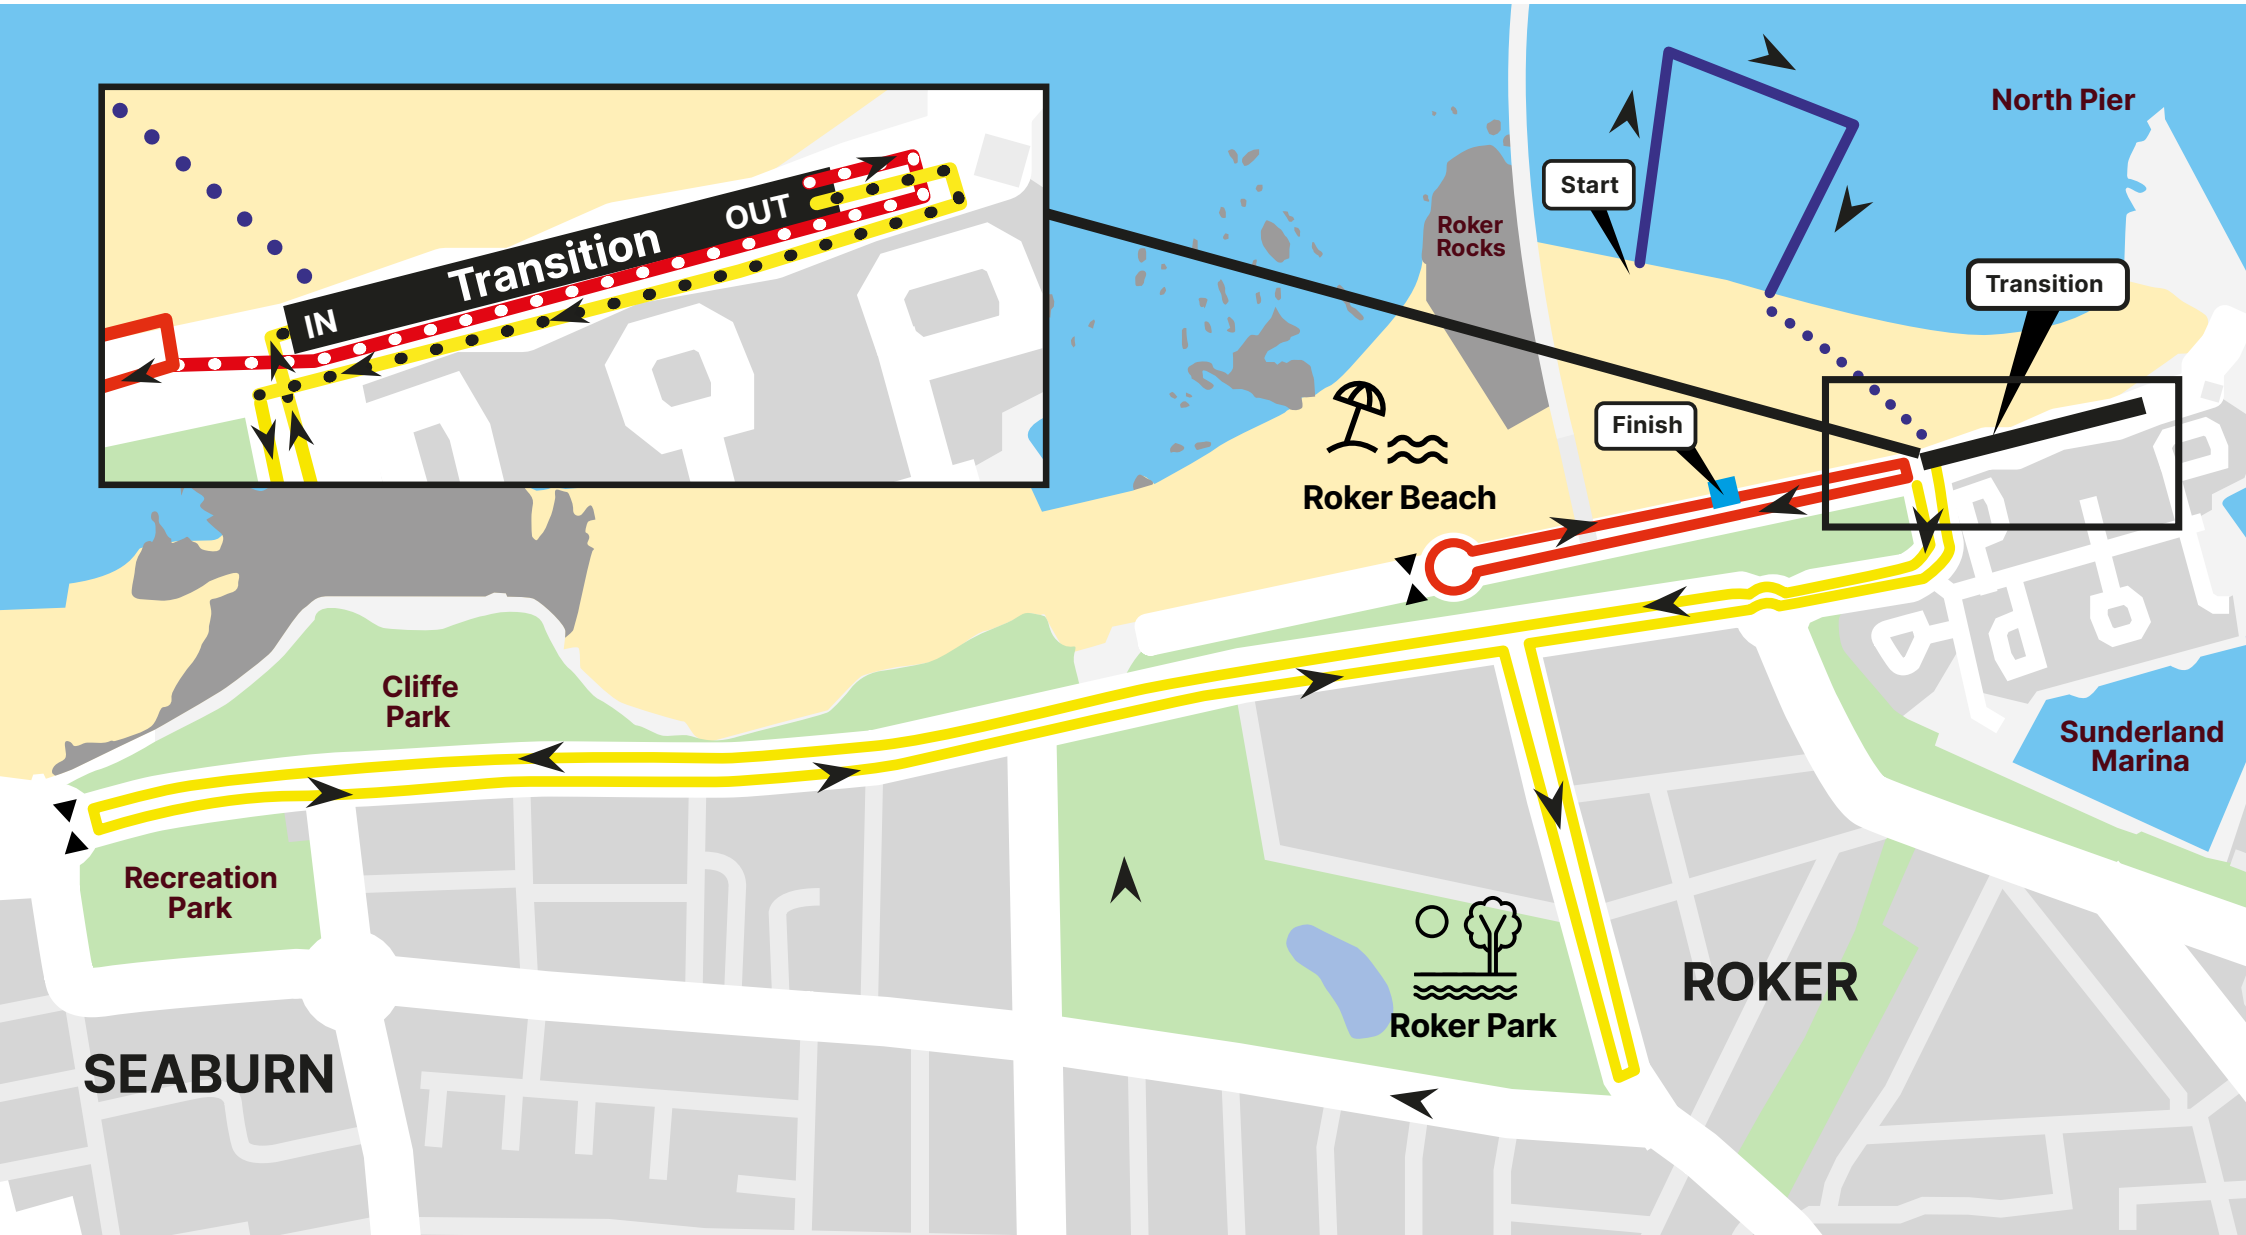 North Pier
Start
Roker
Rocks
Transition
OUT
Transition
IN
Finish
Roker Beach
Cliffe
Park
Sunderland
Marina
Recreation
Park
ROKER
Roker Park
SEABURN